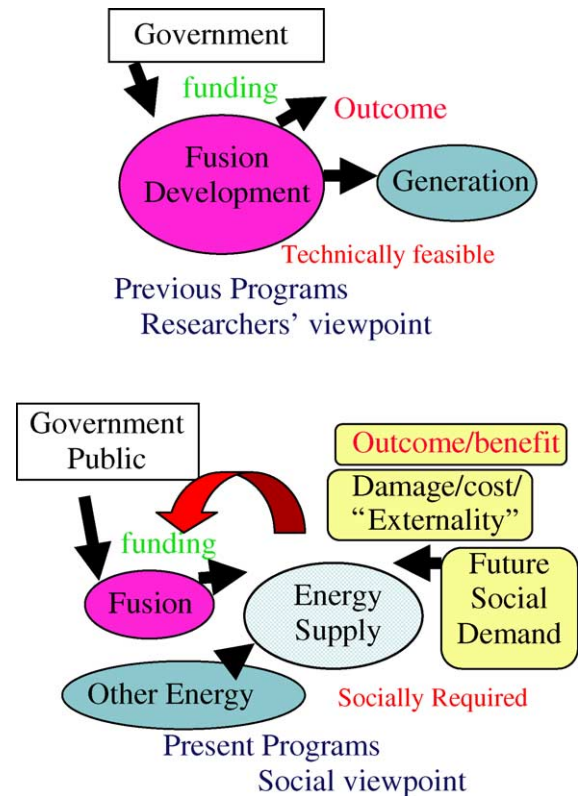 Government
funding
Outcome
Fusion
Development
Generation
Technically feasible
Previous Programs
Researchers’ viewpoint
Government
Public
Outcome/benefit
Damage/cost/
“Externality”
funding
Fusion
Energy
Supply
Future
Social
Demand
Other Energy
Socially Required
Present Programs
Social viewpoint